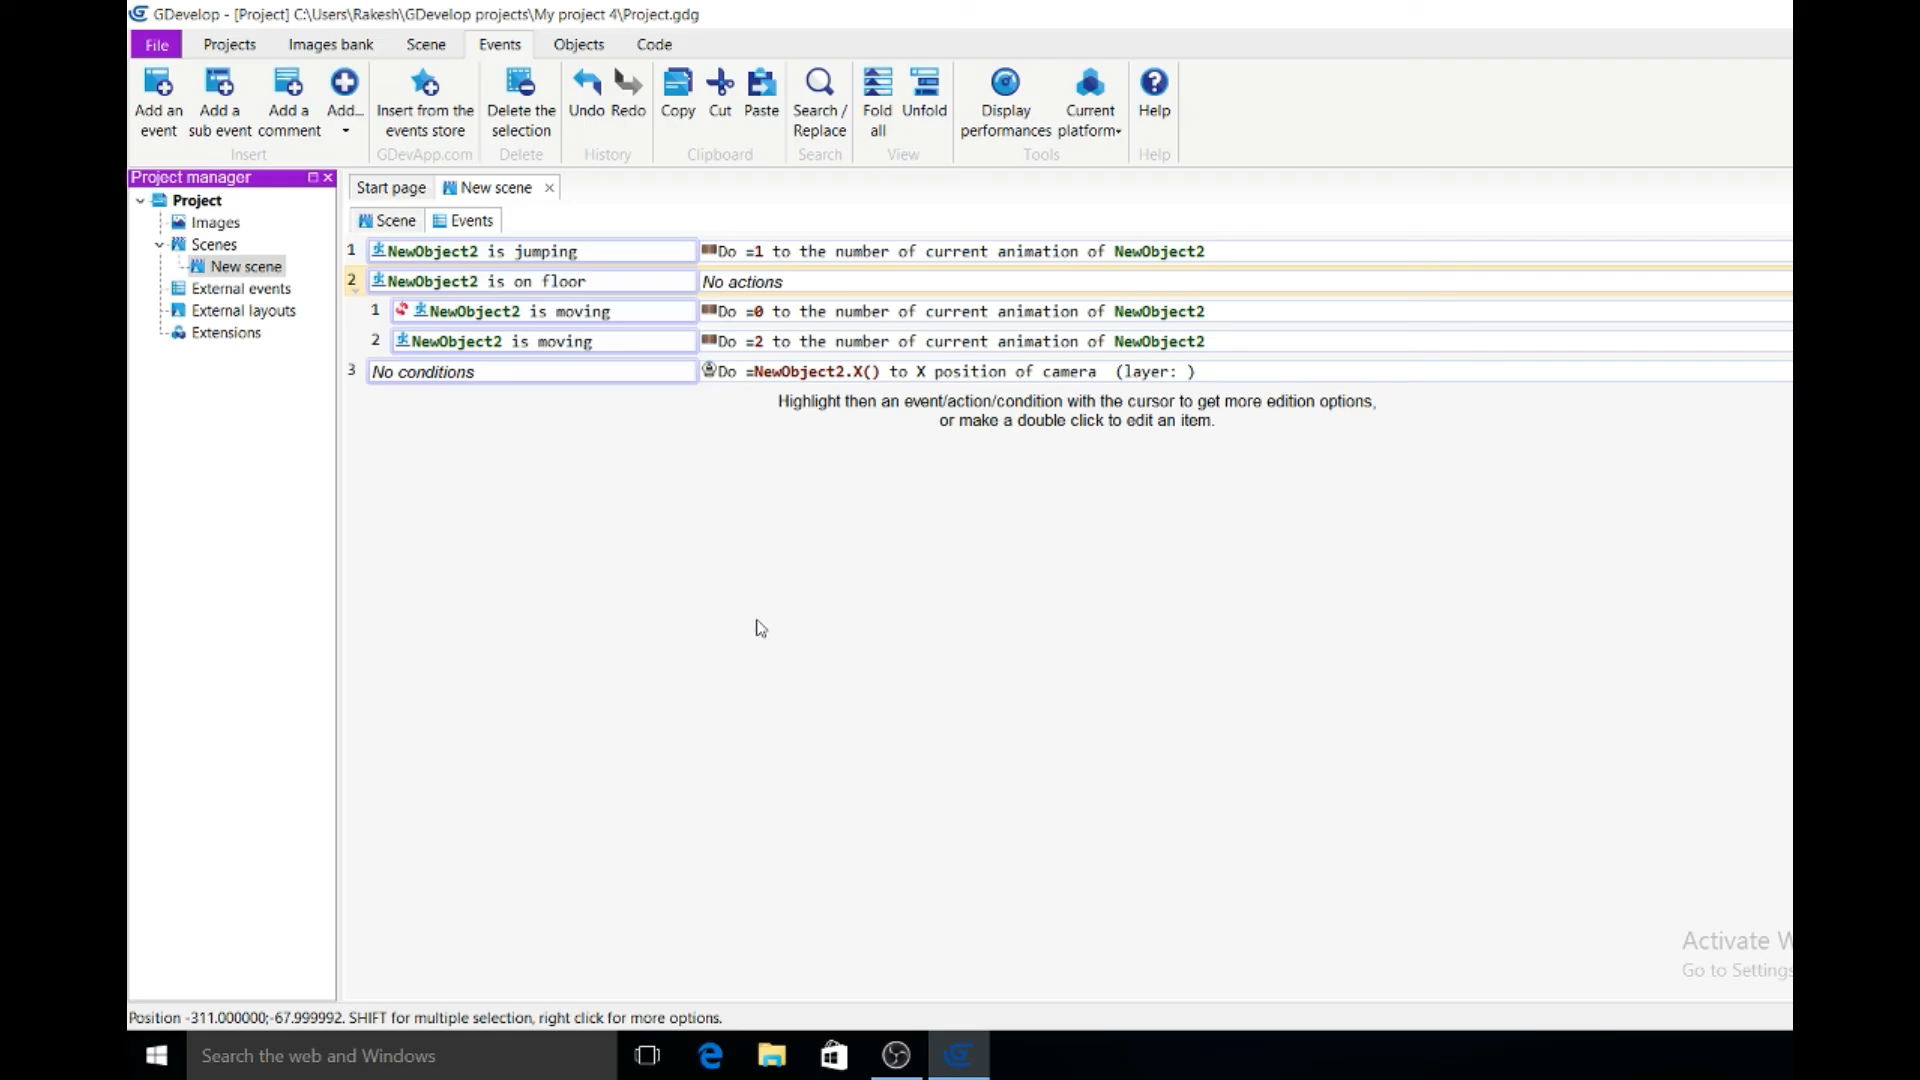 GDevelop - [Project] C:\Users\Rakesh\GDevelop projects\My project 4\Project.gdg
File Projects Images bank Scene Events Objects Code
Add an event Add a sub event Add a comment Add... Insert from the events store Delete the selection Undo Redo Copy Cut Paste Search / Replace Fold all Unfold Display performances Current platform Help
Insert GDevApp.com Delete History Clipboard Search View Tools Help
Project manager
Start page New scene
Project
Images
Scenes
New scene
External events
External layouts
Extensions
Scene Events
1 NewObject2 is jumping Do =1 to the number of current animation of NewObject2
2 NewObject2 is on floor No actions
1 NewObject2 is moving Do =0 to the number of current animation of NewObject2
2 NewObject2 is moving Do =2 to the number of current animation of NewObject2
3 No conditions Do =NewObject2.X() to X position of camera (layer: )
Highlight then an event/action/condition with the cursor to get more edition options,
or make a double click to edit an item.
Activate W
Go to Settings
Position -311.000000;-67.999992. SHIFT for multiple selection, right click for more options.
Search the web and Windows